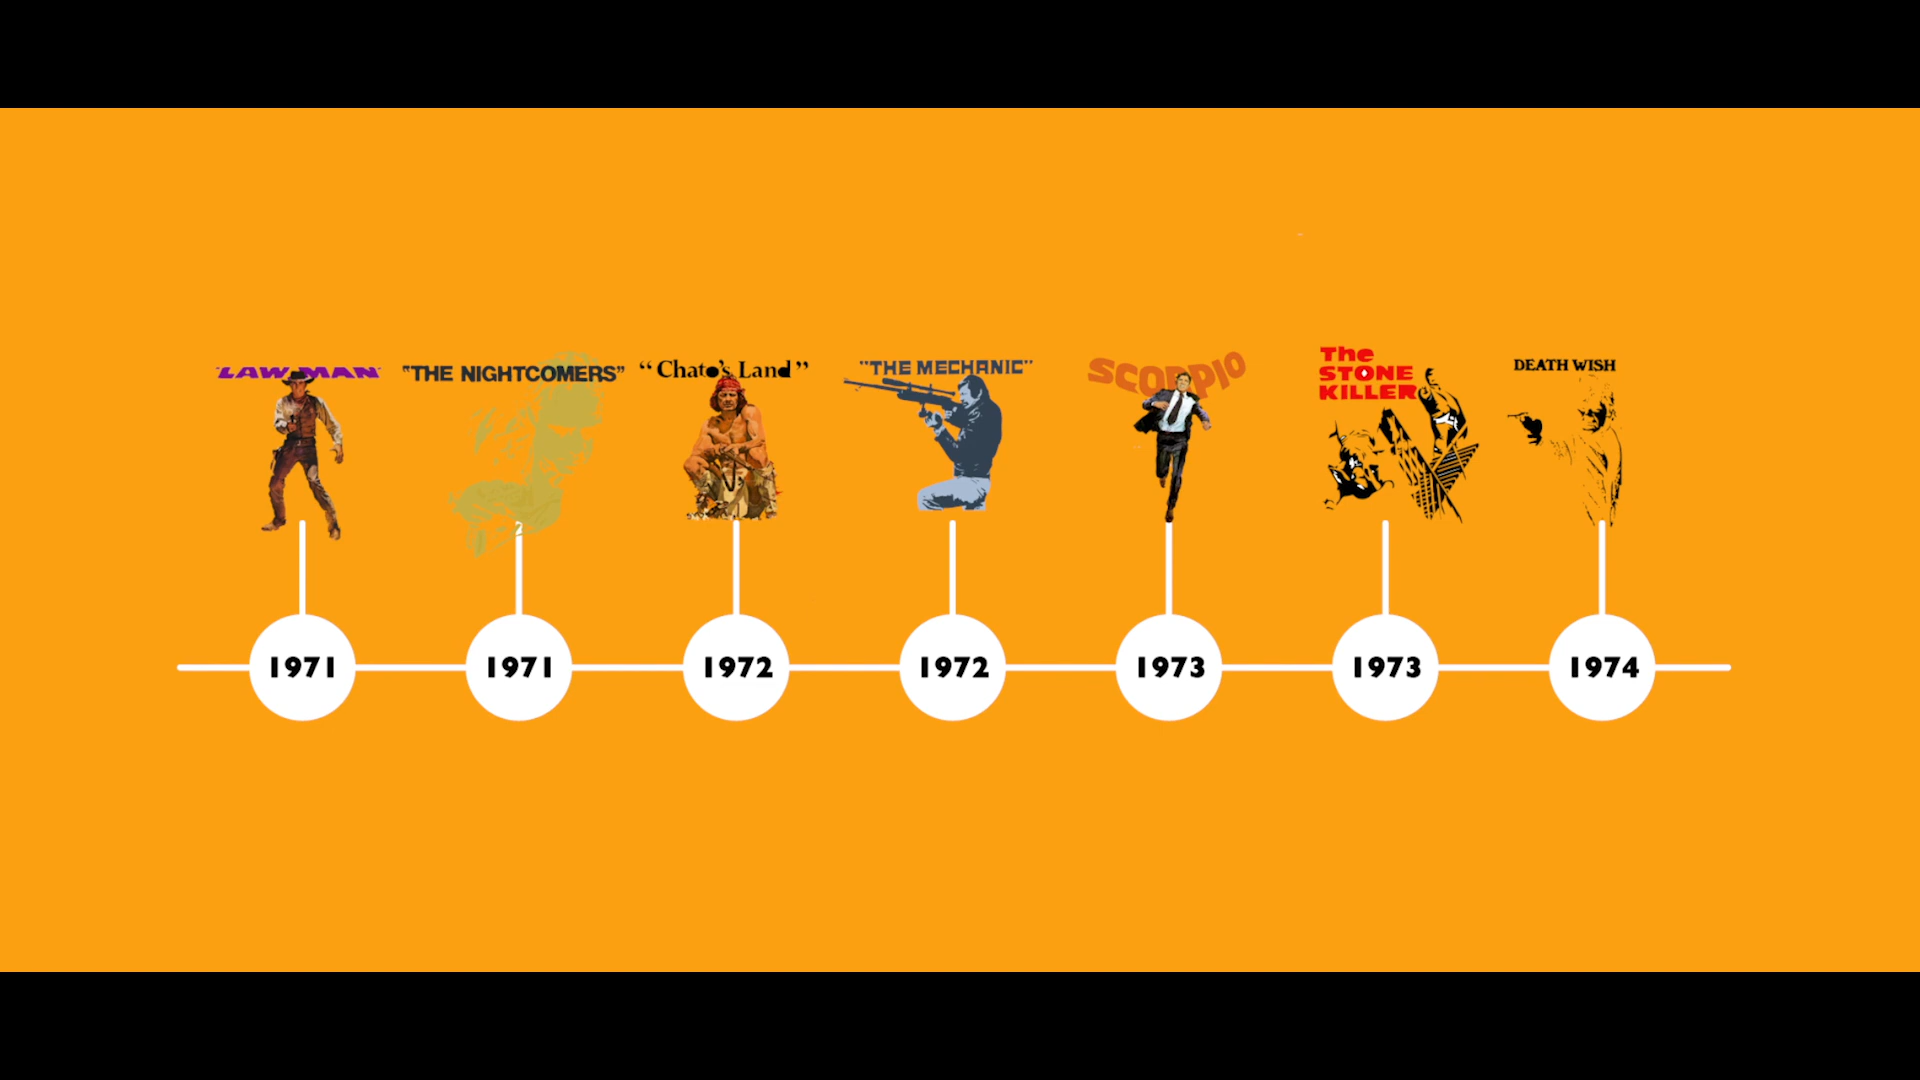 "LAWMAN"
"THE NIGHTCOMERS"
“Chato's Land”
"THE MECHANIC"
SCORPIO
The
STONE
KILLER
DEATH WISH
1971
1971
1972
1972
1973
1973
1974